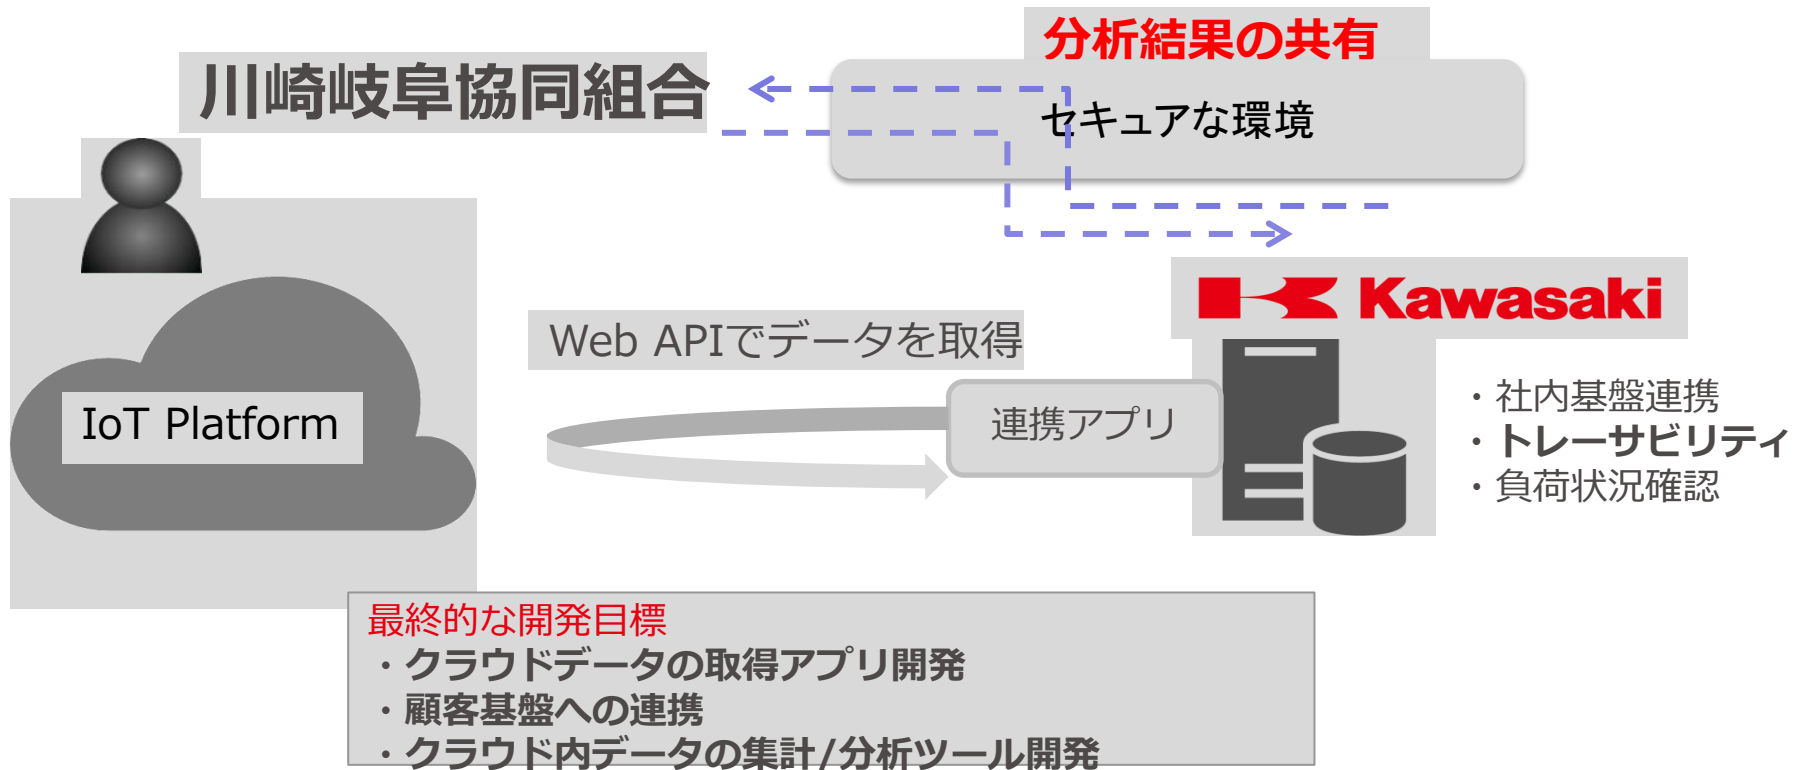 分析結果の共有
川崎岐阜協同組合
セキュアな環境
Kawasaki
Web APIでデータを取得
IoT Platform
連携アプリ
・社内基盤連携
・トレーサビリティ
・負荷状況確認
最終的な開発目標
・クラウドデータの取得アプリ開発
・顧客基盤への連携
・クラウド内データの集計/分析ツール開発